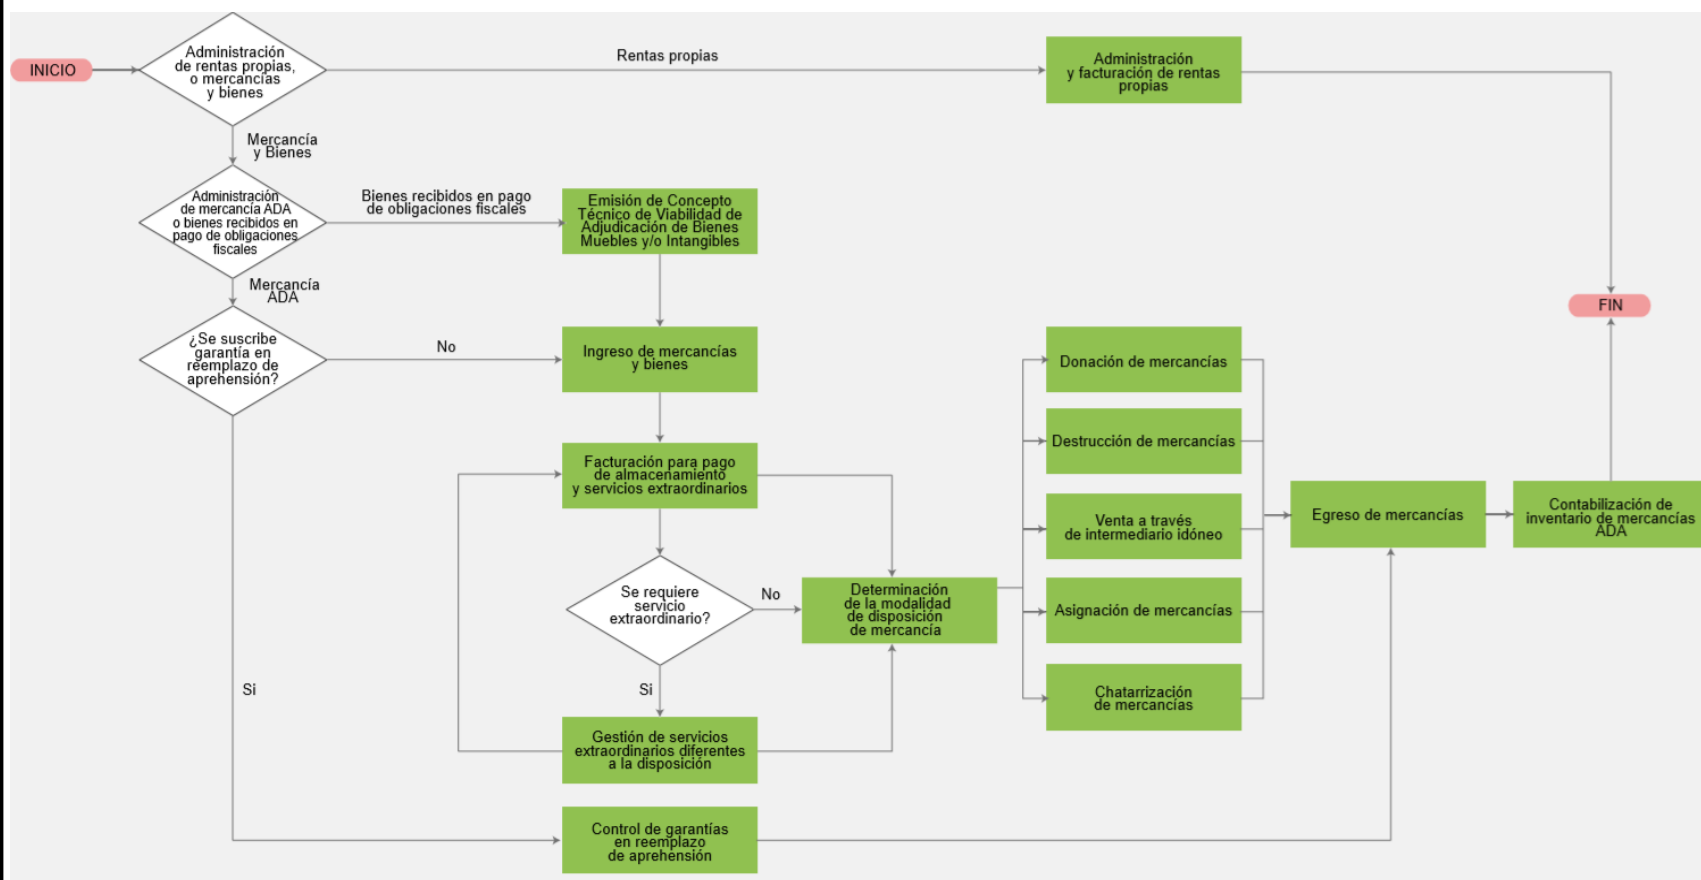 INICIO
Administración
de rentas propias,
o mercancías
y bienes
Rentas propias
Administración
y facturación de rentas
propias
Mercancía
y Bienes
Administración
de mercancía ADA
o bienes recibidos en
pago de obligaciones
fiscales
Bienes recibidos en pago
de obligaciones fiscales
Emisión de Concepto
Técnico de Viabilidad de
Adjudicación de Bienes
Muebles y/o Intangibles
Mercancía
ADA
FIN
¿Se suscribe
garantía en
reemplazo de
aprehensión?
No
Ingreso de mercancías
y bienes
Donación de mercancías
Destrucción de mercancías
Facturación para pago
de almacenamiento
y servicios extraordinarios
Venta a través
de intermediario idóneo
Egreso de mercancías
Contabilización de
inventario de mercancías
ADA
Se requiere
servicio
extraordinario?
No
Determinación
de la modalidad
de disposición
de mercancía
Asignación de mercancías
Si
Si
Chatarrización
de mercancías
Gestión de servicios
extraordinarios diferentes
a la disposición
Control de garantías
en reemplazo
de aprehensión